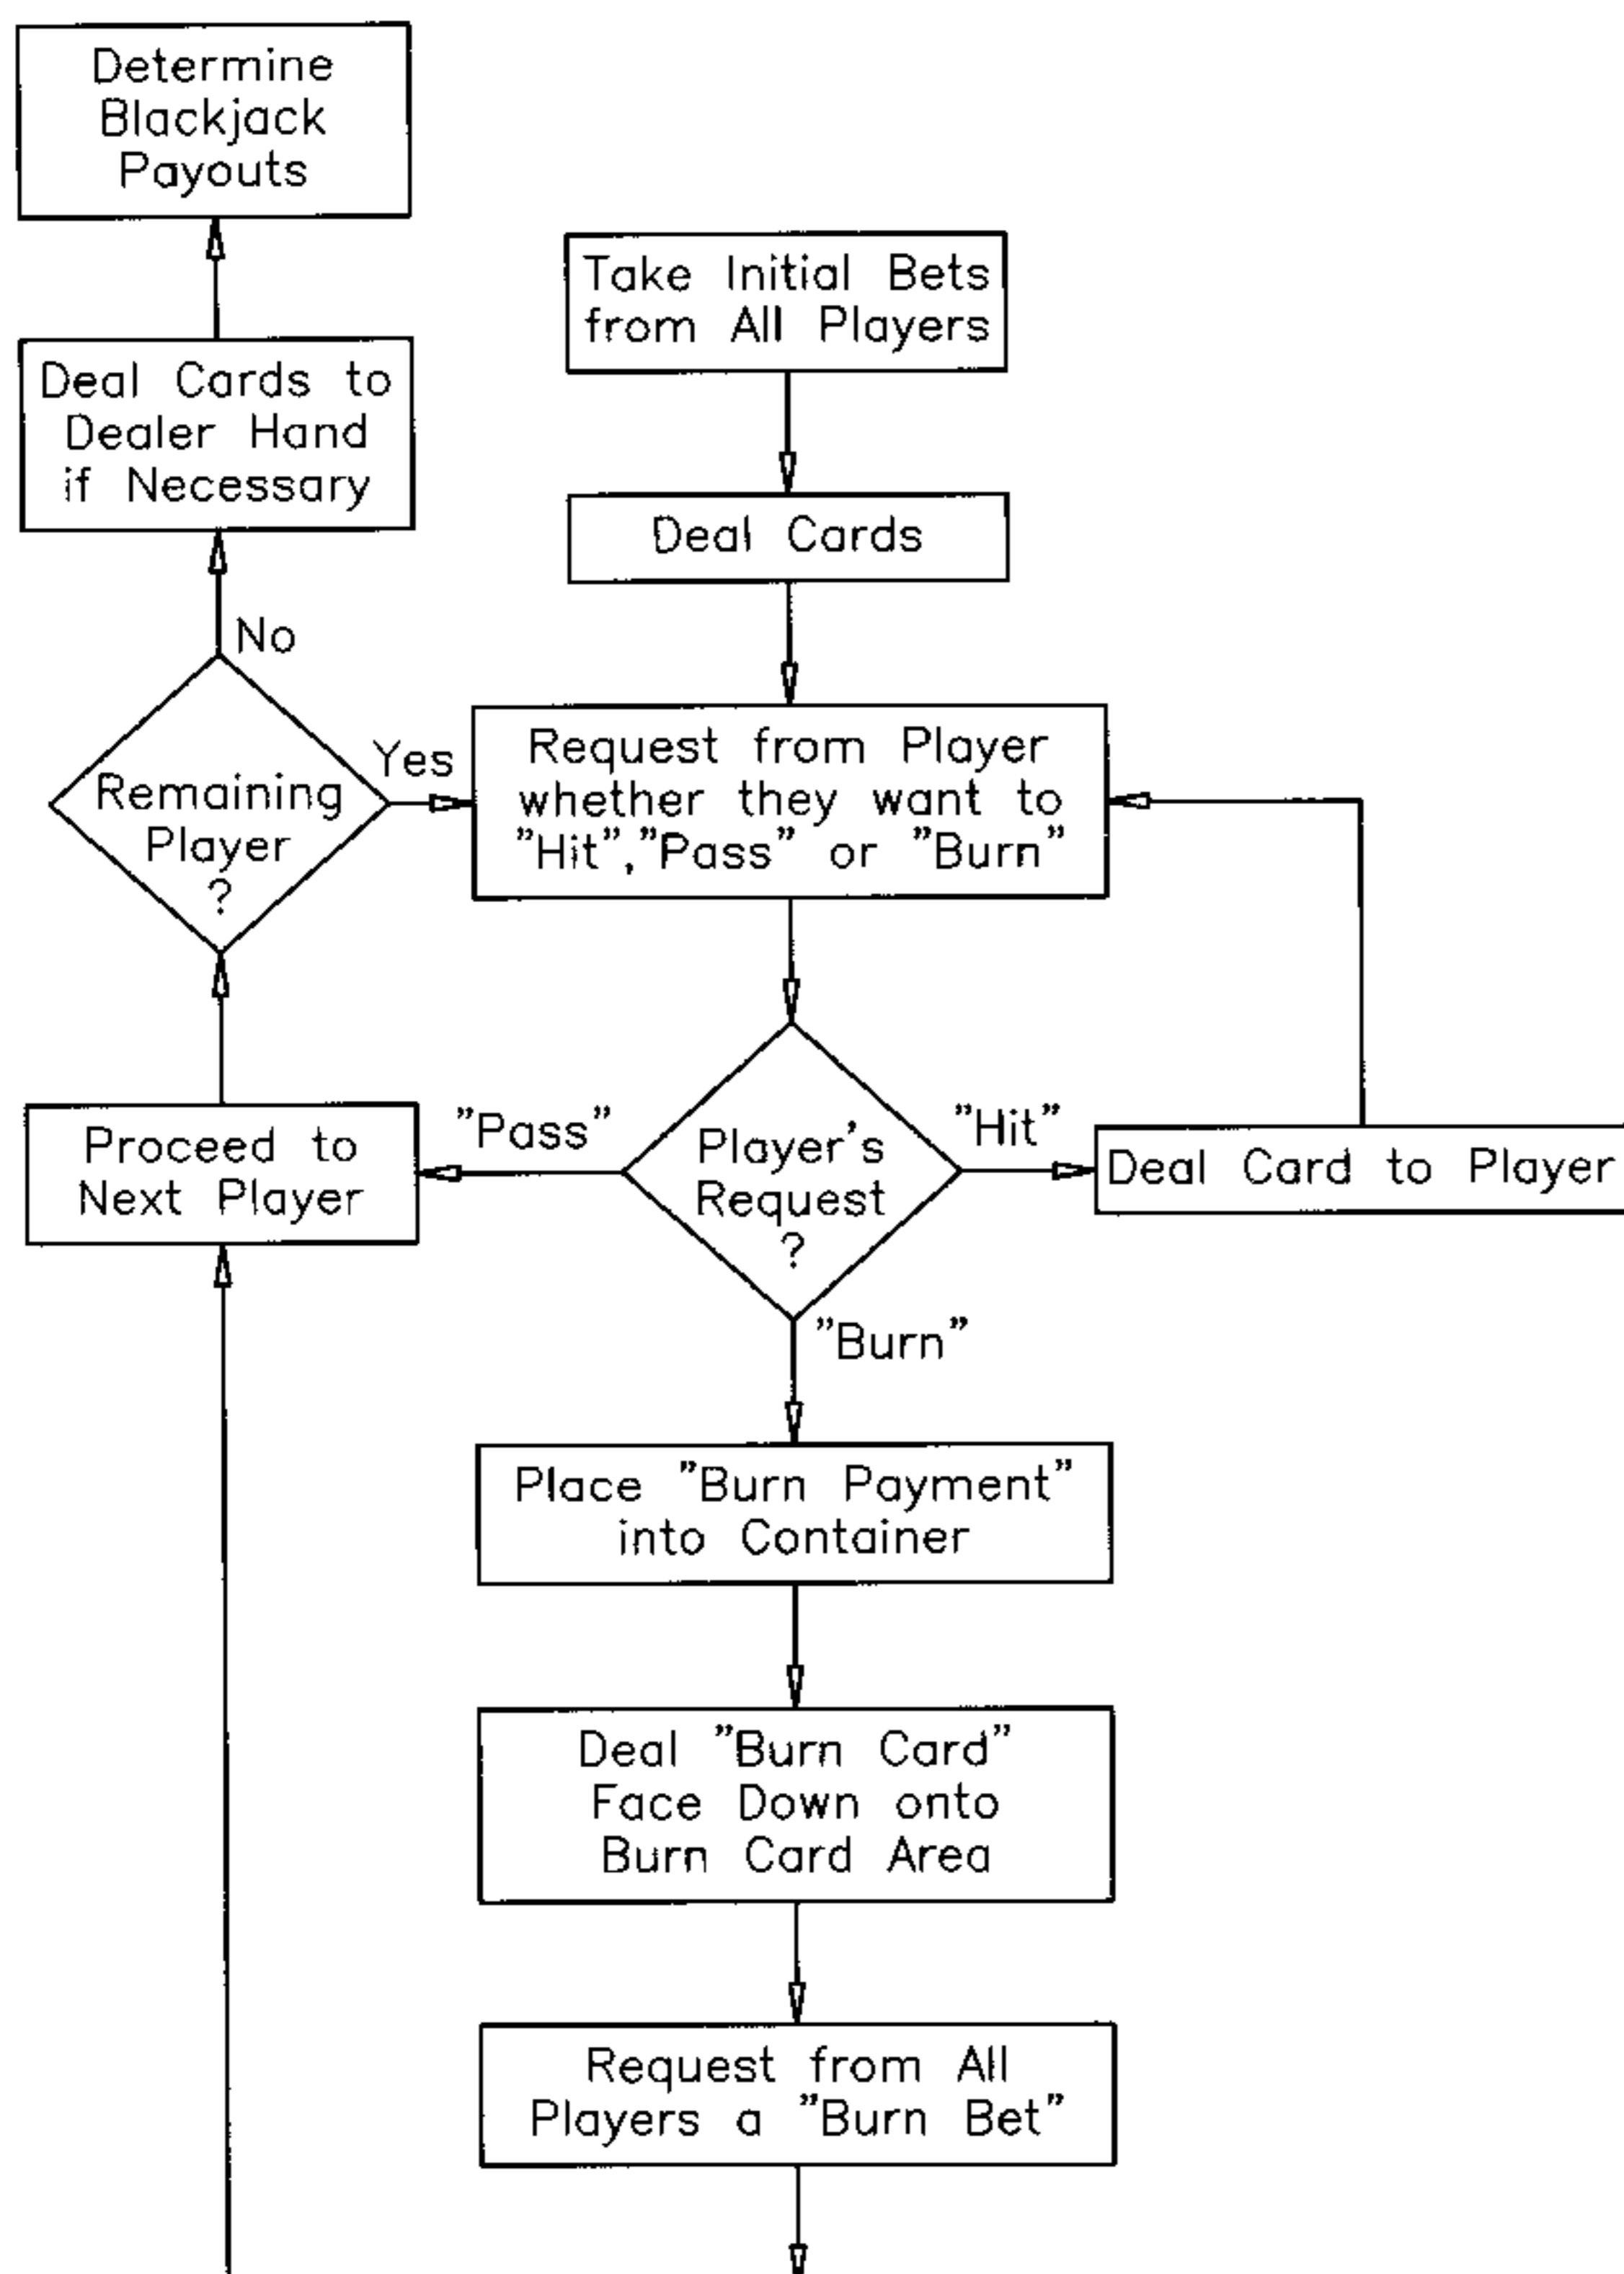 Determine
Blackjack
Payouts
Take Initial Bets
from All Players
Deal Cards to
Dealer Hand
if Necessary
Deal Cards
No
Yes
Remaining
Player
?
Request from Player
whether they want to
"Hit","Pass" or "Burn"
"Pass"
"Hit"
Proceed to
Next Player
Player's
Request
?
Deal Card to Player
"Burn"
Place "Burn Payment"
into Container
Deal "Burn Card"
Face Down onto
Burn Card Area
Request from All
Players a "Burn Bet"